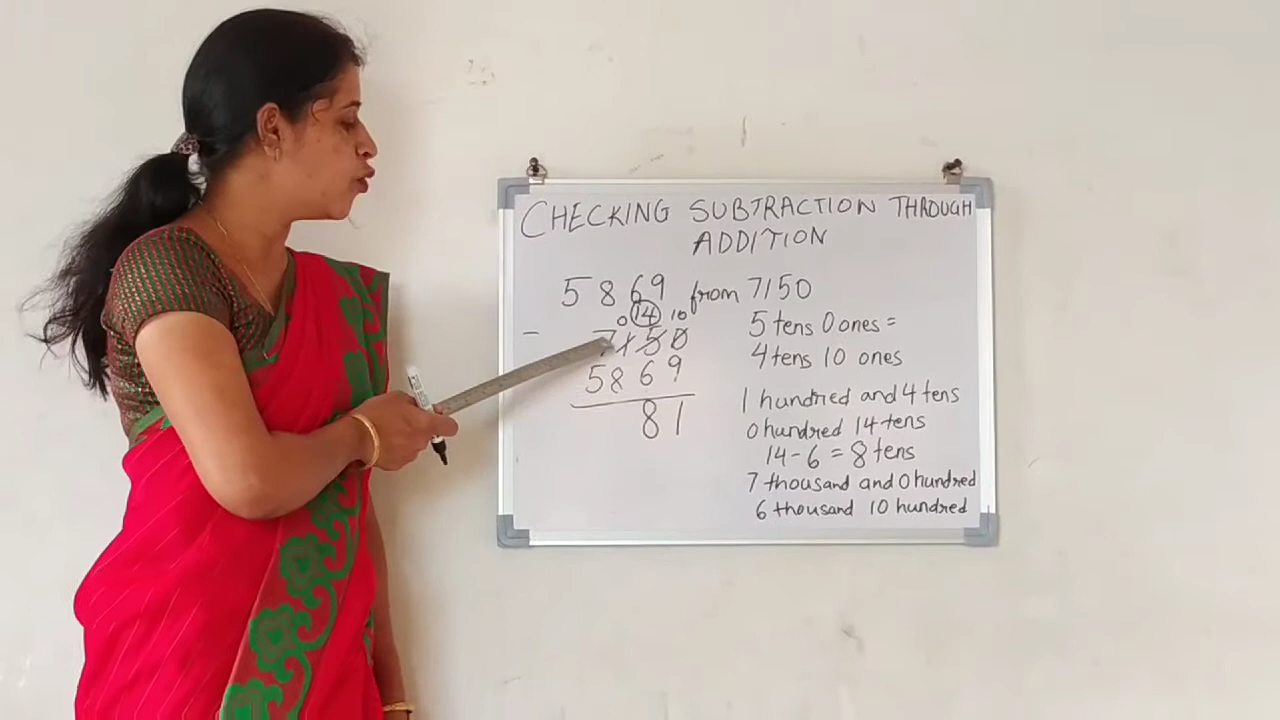 CHECKING SUBTRACTION THROUGH
ADDITION
5869 from 7150
0 14 10
- 7150
5869
81
5 tens 0 ones =
4 tens 10 ones
1 hundred and 4 tens
0 hundred 14 tens
14 - 6 = 8 tens
7 thousand and 0 hundred
6 thousand 10 hundred